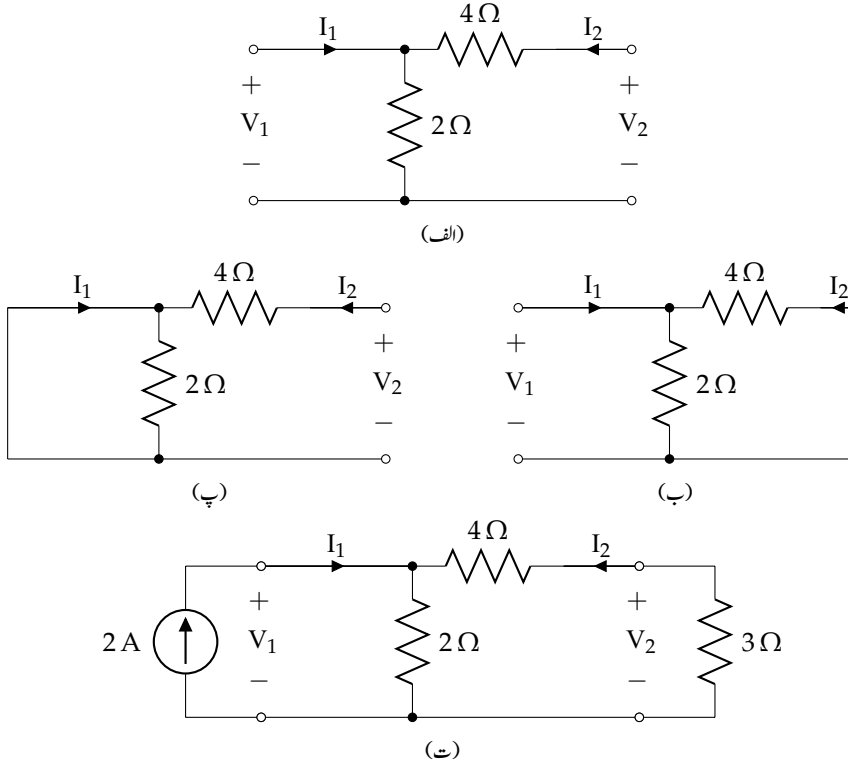 I₁ 4 Ω I₂
+ +
V₁ 2 Ω V₂
− −
(الف)
I₁ 4 Ω I₂
+
2 Ω V₂
−
(پ)
I₁ 4 Ω I₂
+
V₁ 2 Ω
−
(ب)
I₁ 4 Ω I₂
+ +
2 A V₁ 2 Ω V₂ 3 Ω
− −
(ت)